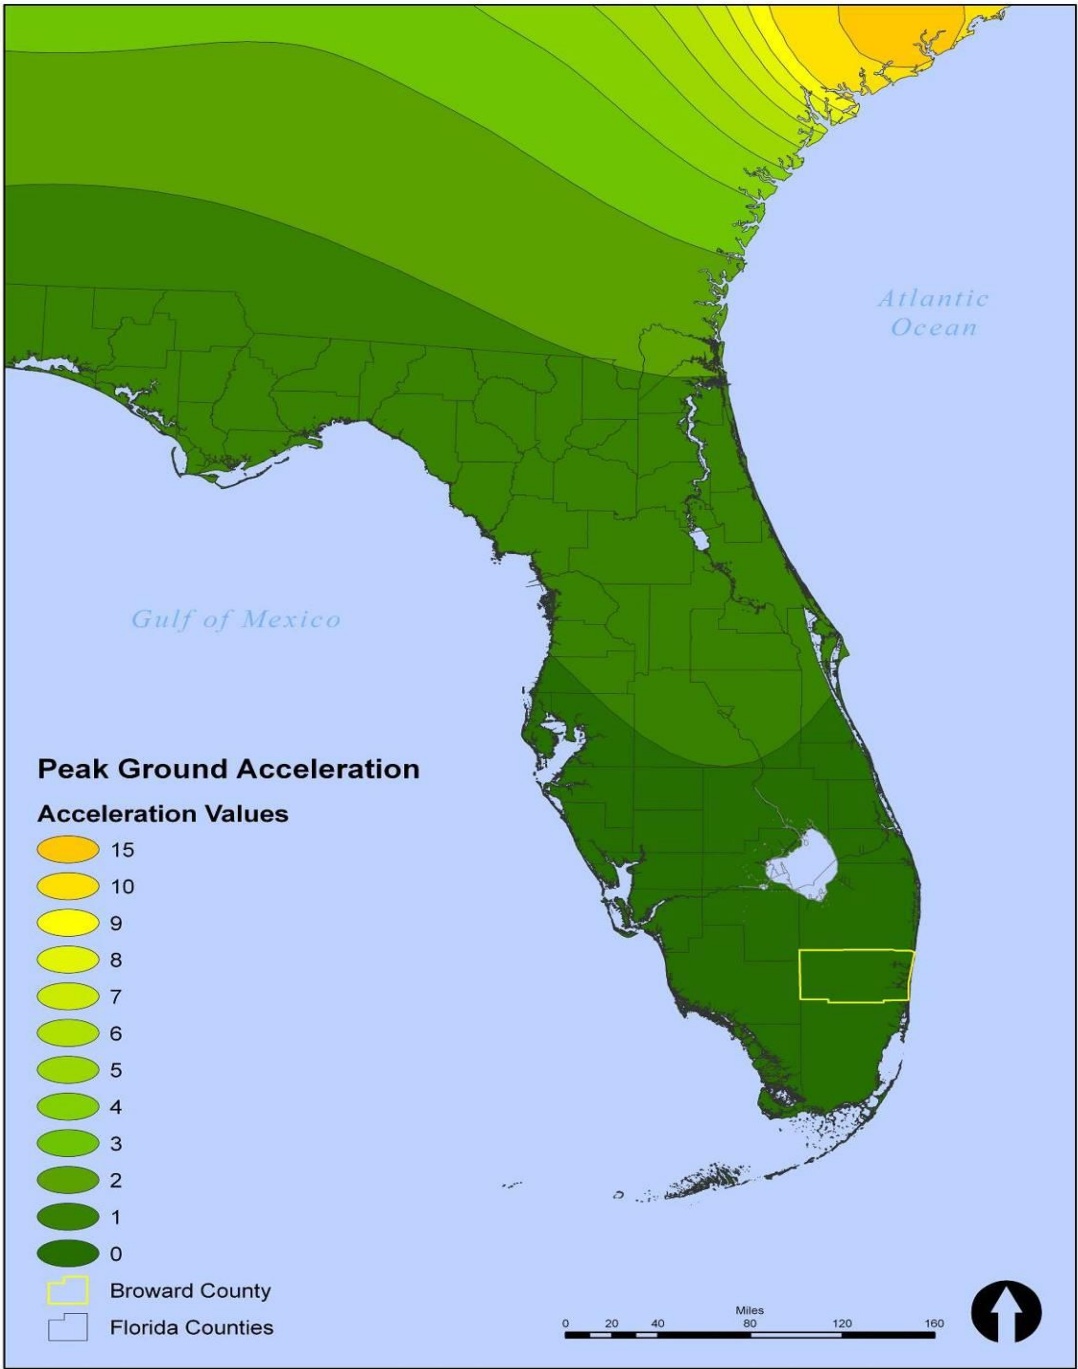 Atlantic
Ocean
Gulf of Mexico
Peak Ground Acceleration
Acceleration Values
15
10
9
8
7
6
5
4
3
2
1
0
Broward County
Florida Counties
Miles
0 20 40 80 120 160